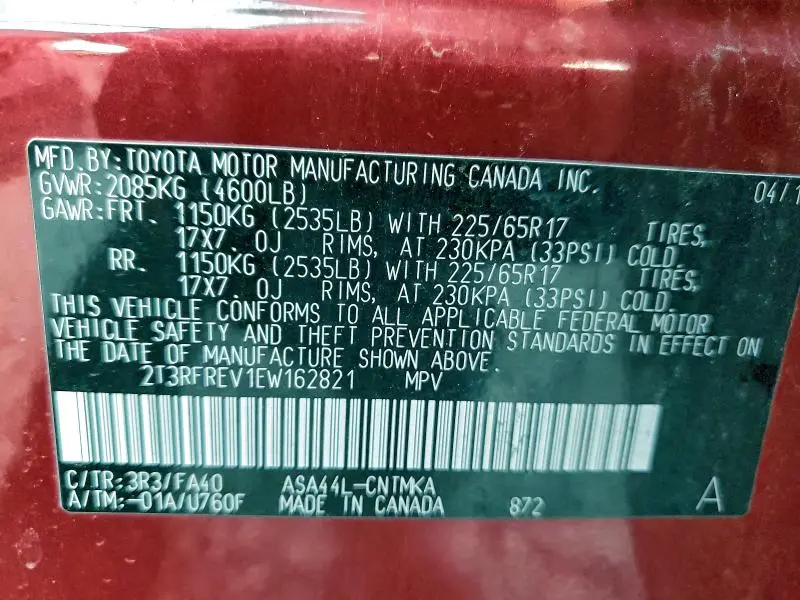 MFD.BY:TOYOTA MOTOR MANUFACTURING CANADA INC. 04/1
GVWR:2085KG (4600LB)
GAWR:FRT. 1150KG (2535LB) WITH 225/65R17 TIRES,
17X7.0J RIMS, AT 230KPA (33PSI) COLD.
RR. 1150KG (2535LB) WITH 225/65R17 TIRES,
17X7 0J RIMS, AT 230KPA (33PSI) COLD.
THIS VEHICLE CONFORMS TO ALL APPLICABLE FEDERAL MOTOR
VEHICLE SAFETY AND THEFT PREVENTION STANDARDS IN EFFECT ON
THE DATE OF MANUFACTURE SHOWN ABOVE.
2T3RFREV1EW162821 MPV
C/TR:3R3/FA40 ASA44L-CNTMKA
A/TM:-01A/U760F MADE IN CANADA 872 A